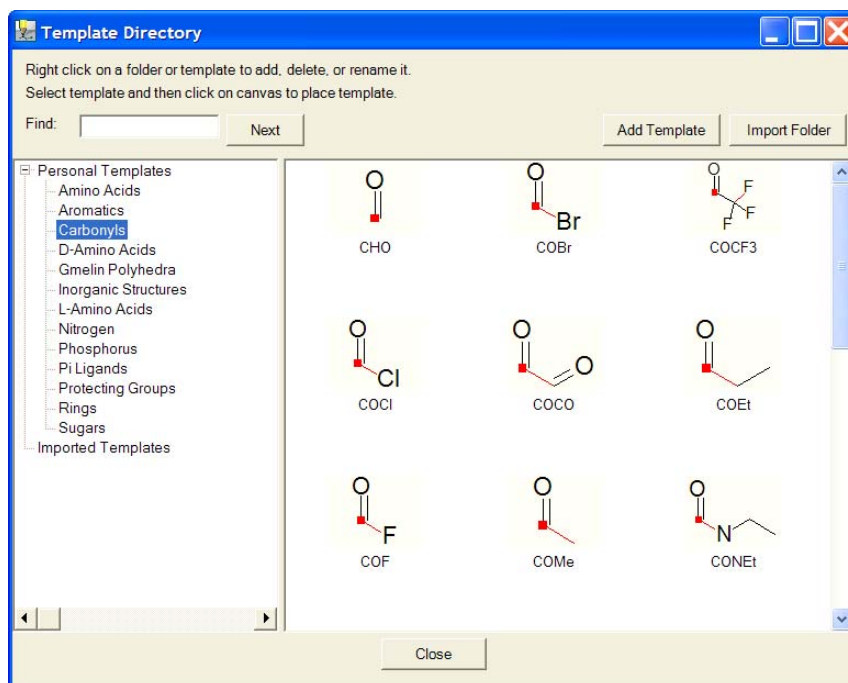 Template Directory
Right click on a folder or template to add, delete, or rename it.
Select template and then click on canvas to place template.
Find: Next Add Template Import Folder
Personal Templates
Amino Acids
Aromatics
Carbonyls
D-Amino Acids
Gmelin Polyhedra
Inorganic Structures
L-Amino Acids
Nitrogen
Phosphorus
Pi Ligands
Protecting Groups
Rings
Sugars
Imported Templates
O O O
Br F F F
CHO COBr COCF3
O O O
Cl O
COCl COCO COEt
O O O
F N
COF COMe CONEt
Close